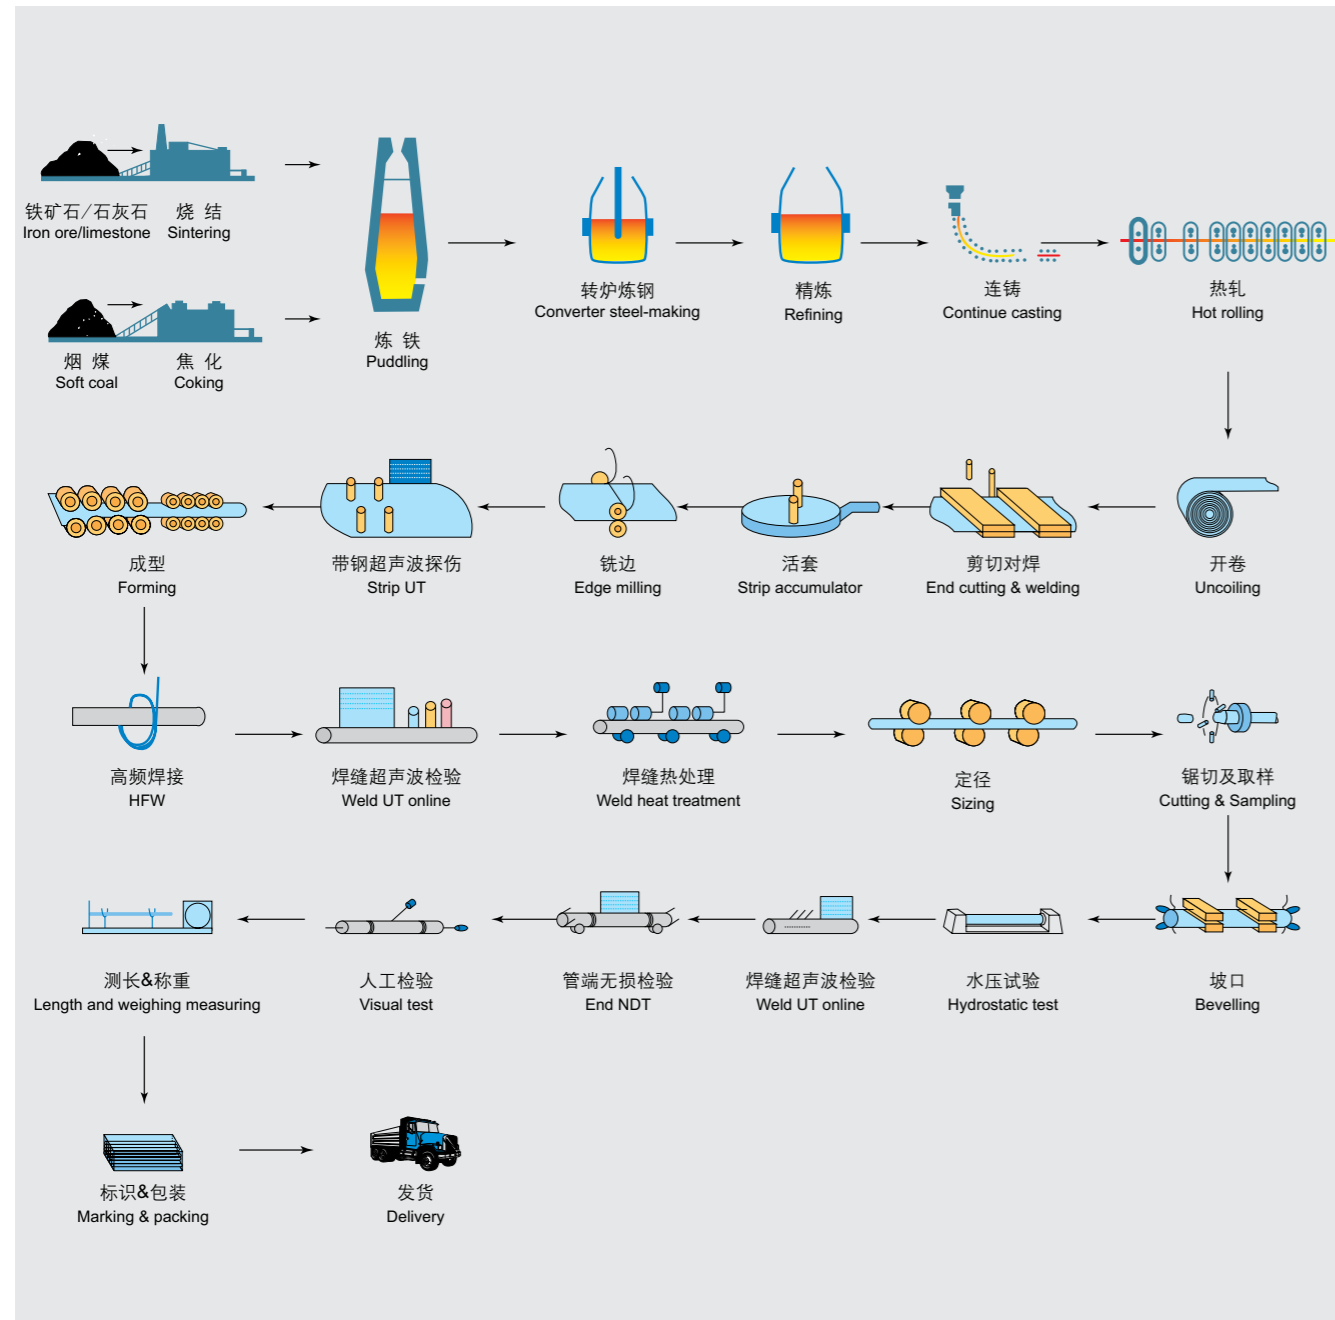 铁矿石/石灰石
Iron ore/limestone
烧 结
Sintering
烟 煤
Soft coal
焦 化
Coking
炼 铁
Puddling
转炉炼钢
Converter steel-making
精炼
Refining
连铸
Continue casting
热轧
Hot rolling
开卷
Uncoiling
剪切对焊
End cutting & welding
活套
Strip accumulator
铣边
Edge milling
带钢超声波探伤
Strip UT
成型
Forming
高频焊接
HFW
焊缝超声波检验
Weld UT online
焊缝热处理
Weld heat treatment
定径
Sizing
锯切及取样
Cutting & Sampling
坡口
Bevelling
水压试验
Hydrostatic test
焊缝超声波检验
Weld UT online
管端无损检验
End NDT
人工检验
Visual test
测长&称重
Length and weighing measuring
标识&包装
Marking & packing
发货
Delivery